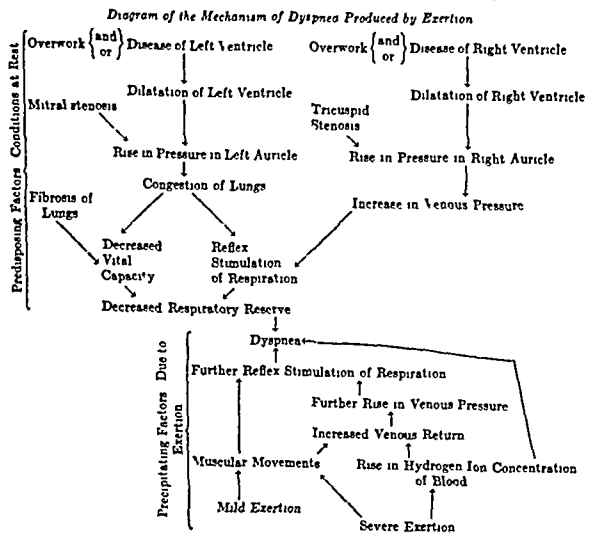 Diagram of the Mechanism of Dyspnea Produced by Exertion
Predisposing Factors Conditions at Rest
Overwork {and or} Disease of Left Ventricle
Overwork {and or} Disease of Right Ventricle
Dilatation of Left Ventricle
Dilatation of Right Ventricle
Mitral stenosis
Tricuspid
Stenosis
Rise in Pressure in Left Auricle
Rise in Pressure in Right Auricle
Congestion of Lungs
Fibrosis of
Lungs
Increase in Venous Pressure
Decreased
Vital
Capacity
Reflex
Stimulation
of Respiration
Decreased Respiratory Reserve
Precipitating Factors Due to
Exertion
Dyspnea
Further Reflex Stimulation of Respiration
Further Rise in Venous Pressure
Increased Venous Return
Muscular Movements
Rise in Hydrogen Ion Concentration
of Blood
Mild Exertion
Severe Exertion